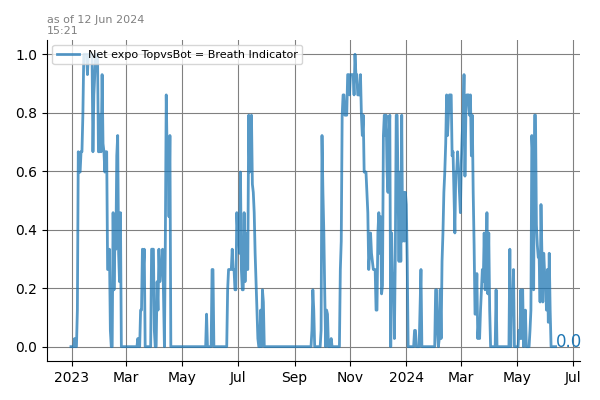 as of 12 Jun 2024
15:21
Net expo TopvsBot = Breath Indicator
1.0
0.8
0.6
0.4
0.2
0.0
0.0
2023 Mar May Jul Sep Nov 2024 Mar May Jul